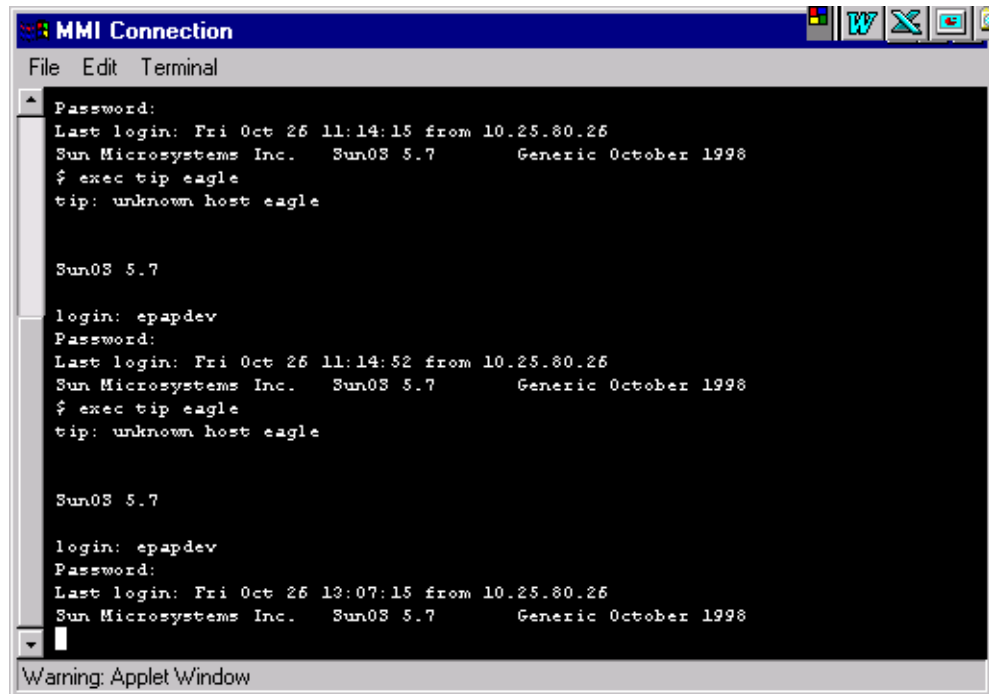 MMI Connection
File Edit Terminal
Password:
Last login: Fri Oct 26 11:14:15 from 10.25.80.26
Sun Microsystems Inc. SunOS 5.7 Generic October 1998
$ exec tip eagle
tip: unknown host eagle
SunOS 5.7
login: epapdev
Password:
Last login: Fri Oct 26 11:14:52 from 10.25.80.26
Sun Microsystems Inc. SunOS 5.7 Generic October 1998
$ exec tip eagle
tip: unknown host eagle
SunOS 5.7
login: epapdev
Password:
Last login: Fri Oct 26 13:07:15 from 10.25.80.26
Sun Microsystems Inc. SunOS 5.7 Generic October 1998
Warning: Applet Window